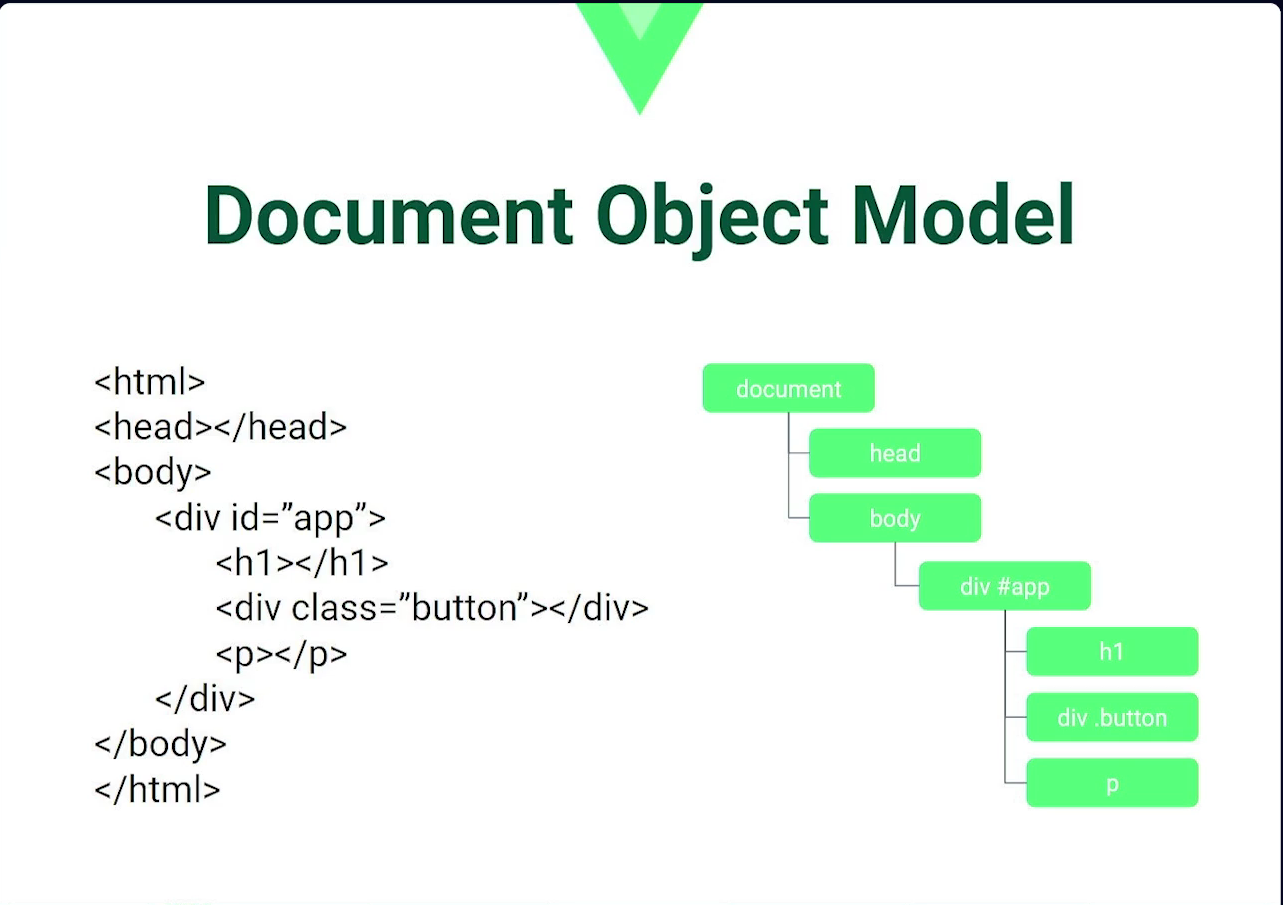 Document Object Model
<html>
<head></head>
<body>
<div id=”app”>
<h1></h1>
<div class=”button”></div>
<p></p>
</div>
</body>
</html>
document
head
body
div #app
h1
div .button
p